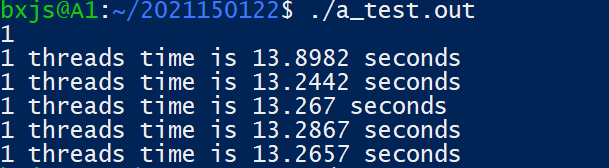 bxjs@A1:~/2021150122$ ./a_test.out
1
1 threads time is 13.8982 seconds
1 threads time is 13.2442 seconds
1 threads time is 13.267 seconds
1 threads time is 13.2867 seconds
1 threads time is 13.2657 seconds